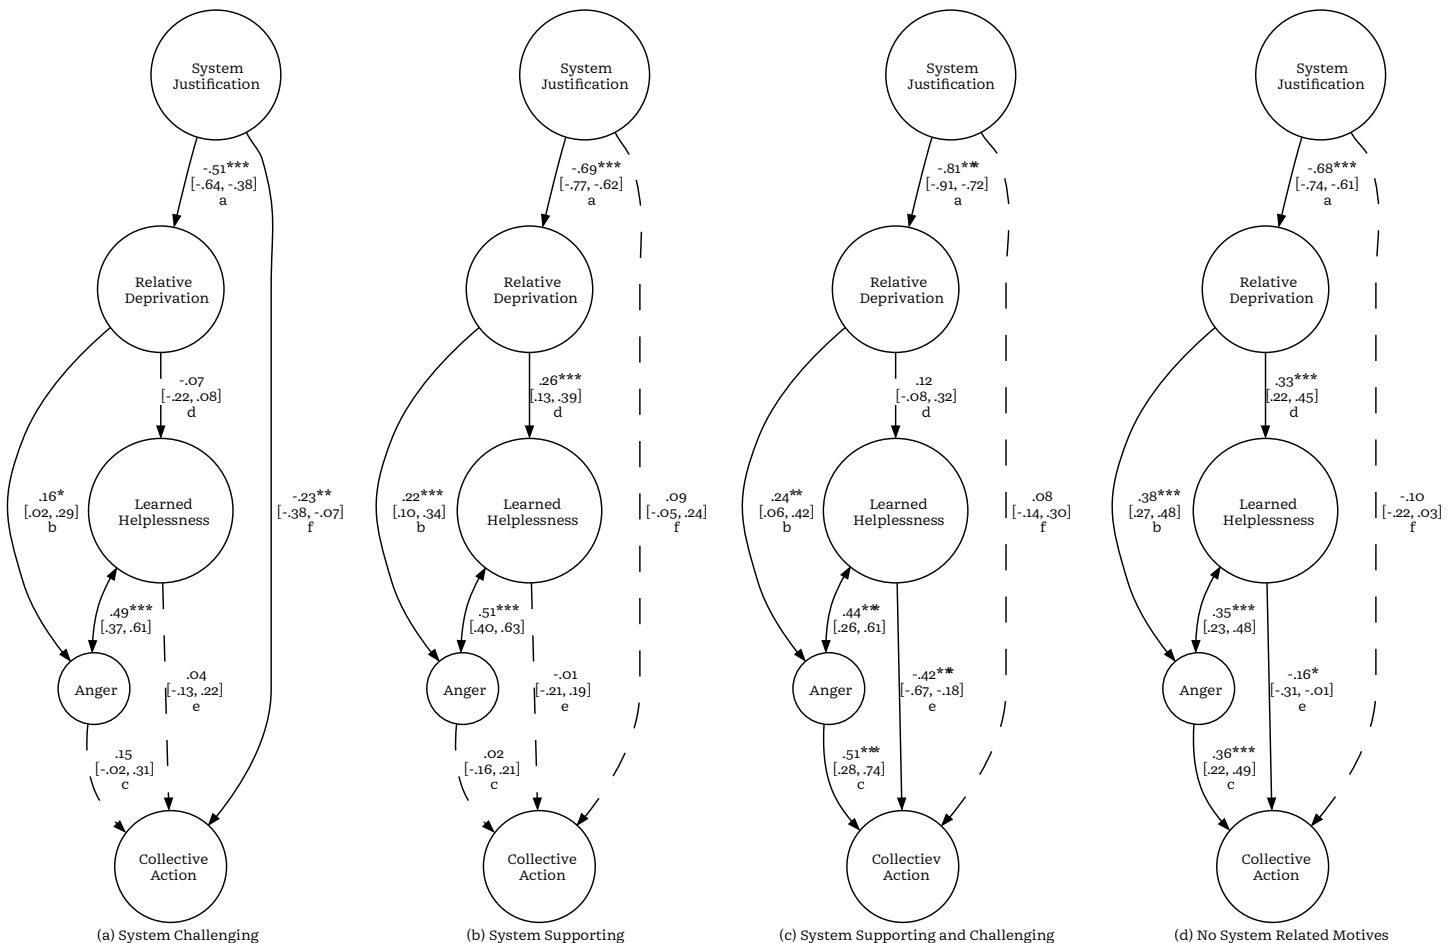 System
Justification
-.51***
[-.64, -.38]
a
Relative
Deprivation
-.07
[-.22, .08]
d
.16*
[.02, .29]
b
Learned
Helplessness
-.23**
[-.38, -.07]
f
.49***
[.37, .61]
Anger
.04
[-.13, .22]
e
.15
[-.02, .31]
c
Collective
Action
(a) System Challenging
System
Justification
-.69***
[-.77, -.62]
a
Relative
Deprivation
.26***
[.13, .39]
d
.22***
[.10, .34]
b
Learned
Helplessness
.09
[-.05, .24]
f
.51***
[.40, .63]
Anger
-.01
[-.21, .19]
e
.02
[-.16, .21]
c
Collective
Action
(b) System Supporting
System
Justification
-.81***
[-.91, -.72]
a
Relative
Deprivation
.12
[-.08, .32]
d
.24**
[.06, .42]
b
Learned
Helplessness
.08
[-.14, .30]
f
.44***
[.26, .61]
Anger
-.42***
[-.67, -.18]
e
.51***
[.28, .74]
c
Collectiev
Action
(c) System Supporting and Challenging
System
Justification
-.68***
[-.74, -.61]
a
Relative
Deprivation
.33***
[.22, .45]
d
.38***
[.27, .48]
b
Learned
Helplessness
-.10
[-.22, .03]
f
.35***
[.23, .48]
Anger
-.16*
[-.31, -.01]
e
.36***
[.22, .49]
c
Collective
Action
(d) No System Related Motives